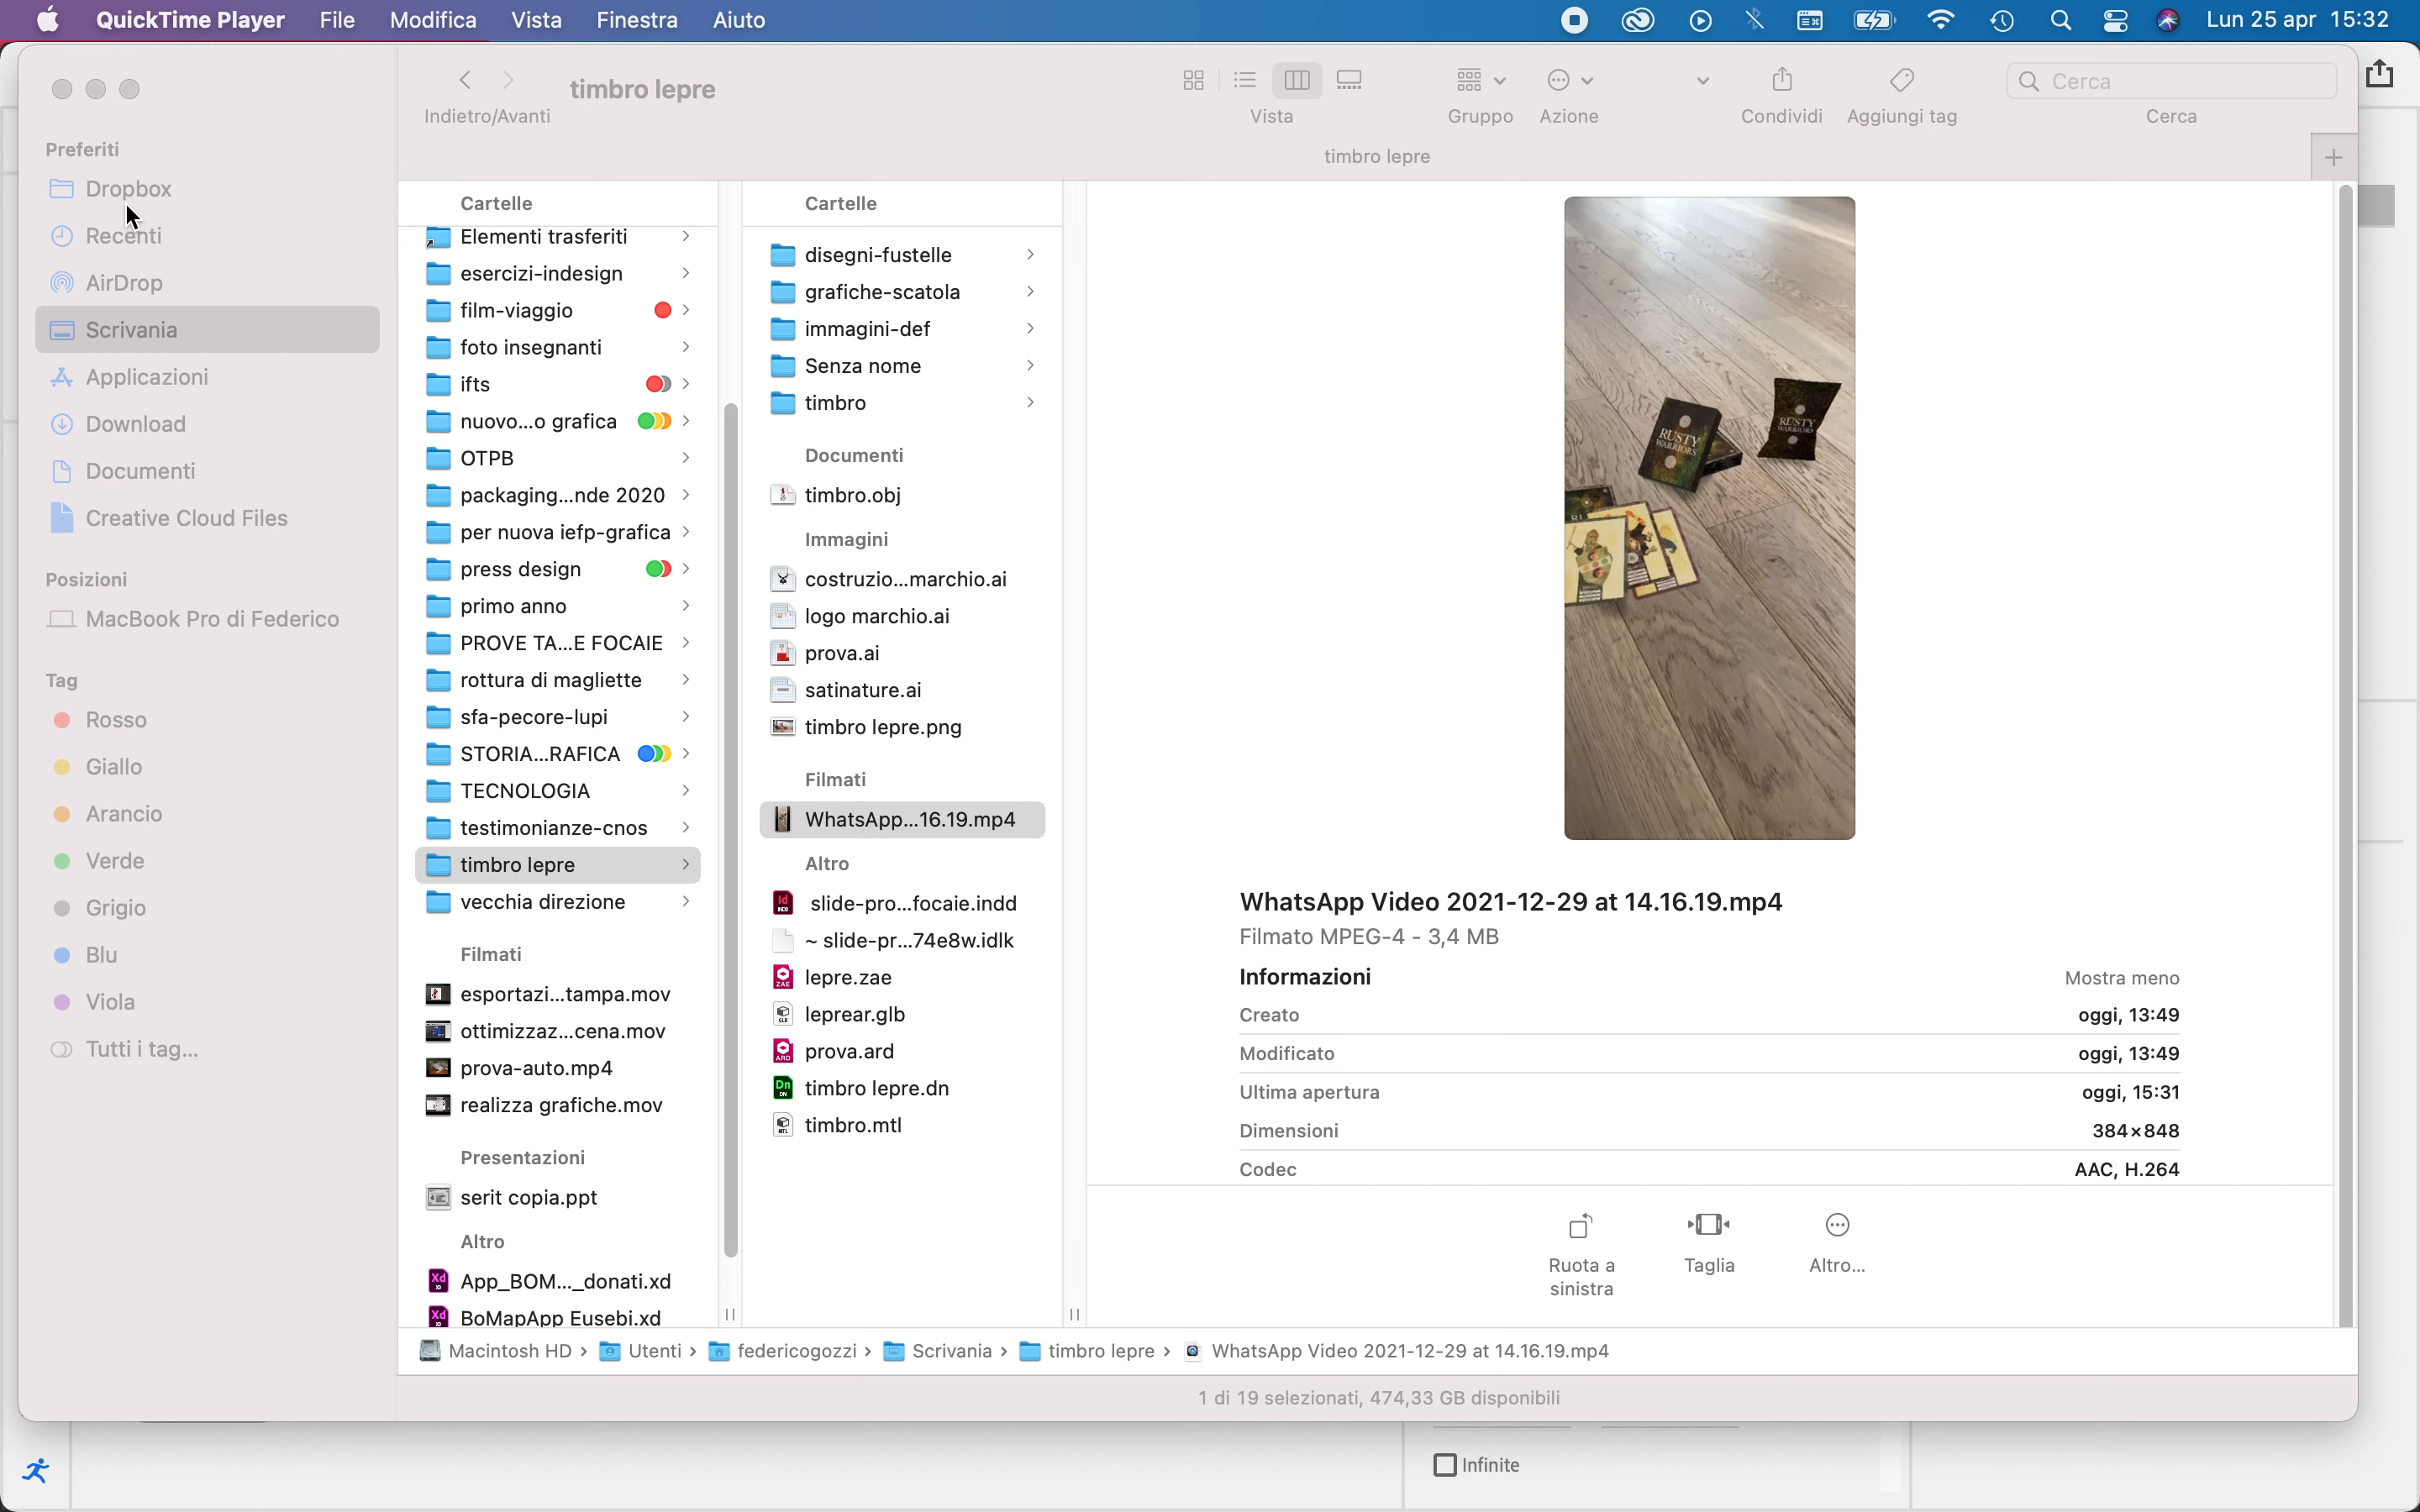 QuickTime Player File Modifica Vista Finestra Aiuto Lun 25 apr 15:32
timbro lepre
Indietro/Avanti Vista Gruppo Azione Condividi Aggiungi tag Cerca
Cerca
timbro lepre
Preferiti
Dropbox
Recenti
AirDrop
Scrivania
Applicazioni
Download
Documenti
Creative Cloud Files
Posizioni
MacBook Pro di Federico
Tag
Rosso
Giallo
Arancio
Verde
Grigio
Blu
Viola
Tutti i tag...
Cartelle
Elementi trasferiti
esercizi-indesign
film-viaggio
foto insegnanti
ifts
nuovo...o grafica
OTPB
packaging...nde 2020
per nuova iefp-grafica
press design
primo anno
PROVE TA...E FOCAIE
rottura di magliette
sfa-pecore-lupi
STORIA...RAFICA
TECNOLOGIA
testimonianze-cnos
timbro lepre
vecchia direzione
Filmati
esportazi...tampa.mov
ottimizzaz...cena.mov
prova-auto.mp4
realizza grafiche.mov
Presentazioni
serit copia.ppt
Altro
App_BOM..._donati.xd
BoMapApp Eusebi.xd
Cartelle
disegni-fustelle
grafiche-scatola
immagini-def
Senza nome
timbro
Documenti
timbro.obj
Immagini
costruzio...marchio.ai
logo marchio.ai
prova.ai
satinature.ai
timbro lepre.png
Filmati
WhatsApp...16.19.mp4
Altro
slide-pro...focaie.indd
~ slide-pr...74e8w.idlk
lepre.zae
leprear.glb
prova.ard
timbro lepre.dn
timbro.mtl
RUSTY
WARRIORS
RUSTY
WARRIORS
WhatsApp Video 2021-12-29 at 14.16.19.mp4
Filmato MPEG-4 - 3,4 MB
Informazioni Mostra meno
Creato oggi, 13:49
Modificato oggi, 13:49
Ultima apertura oggi, 15:31
Dimensioni 384×848
Codec AAC, H.264
Ruota a
sinistra
Taglia
Altro...
Macintosh HD › Utenti › federicogozzi › Scrivania › timbro lepre › WhatsApp Video 2021-12-29 at 14.16.19.mp4
1 di 19 selezionati, 474,33 GB disponibili
Infinite